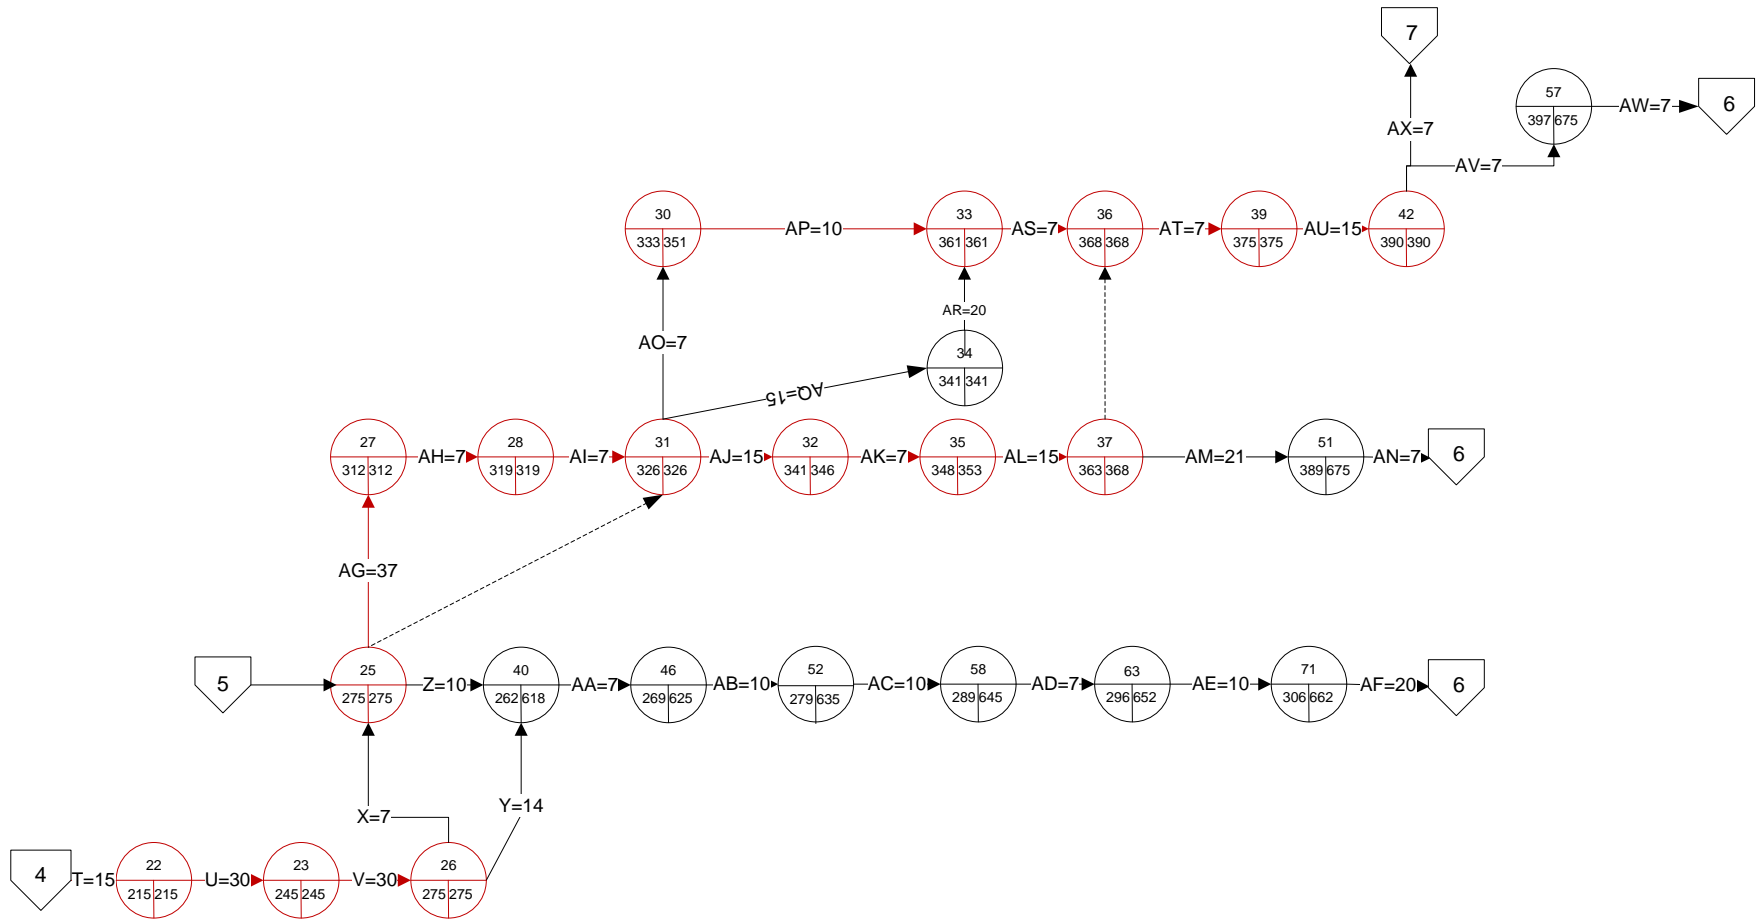 7
57
397 675
AW=7
6
AX=7
AV=7
30
333 351
AP=10
33
361 361
AS=7
36
368 368
AT=7
39
375 375
AU=15
42
390 390
AR=20
AO=7
34
341 341
AQ=15
27
312 312
AH=7
28
319 319
AI=7
31
326 326
AJ=15
32
341 346
AK=7
35
348 353
AL=15
37
363 368
AM=21
51
389 675
AN=7
6
AG=37
5
25
275 275
Z=10
40
262 618
AA=7
46
269 625
AB=10
52
279 635
AC=10
58
289 645
AD=7
63
296 652
AE=10
71
306 662
AF=20
6
X=7
Y=14
4
T=15
22
215 215
U=30
23
245 245
V=30
26
275 275